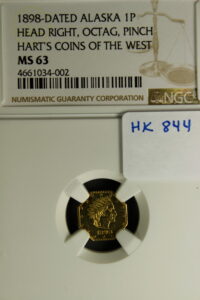 1898-DATED ALASKA 1P
HEAD RIGHT, OCTAG, PINCH
HART'S COINS OF THE WEST
MS 63
4661034-002
NUMISMATIC GUARANTY CORPORATION
NGC
HK 844